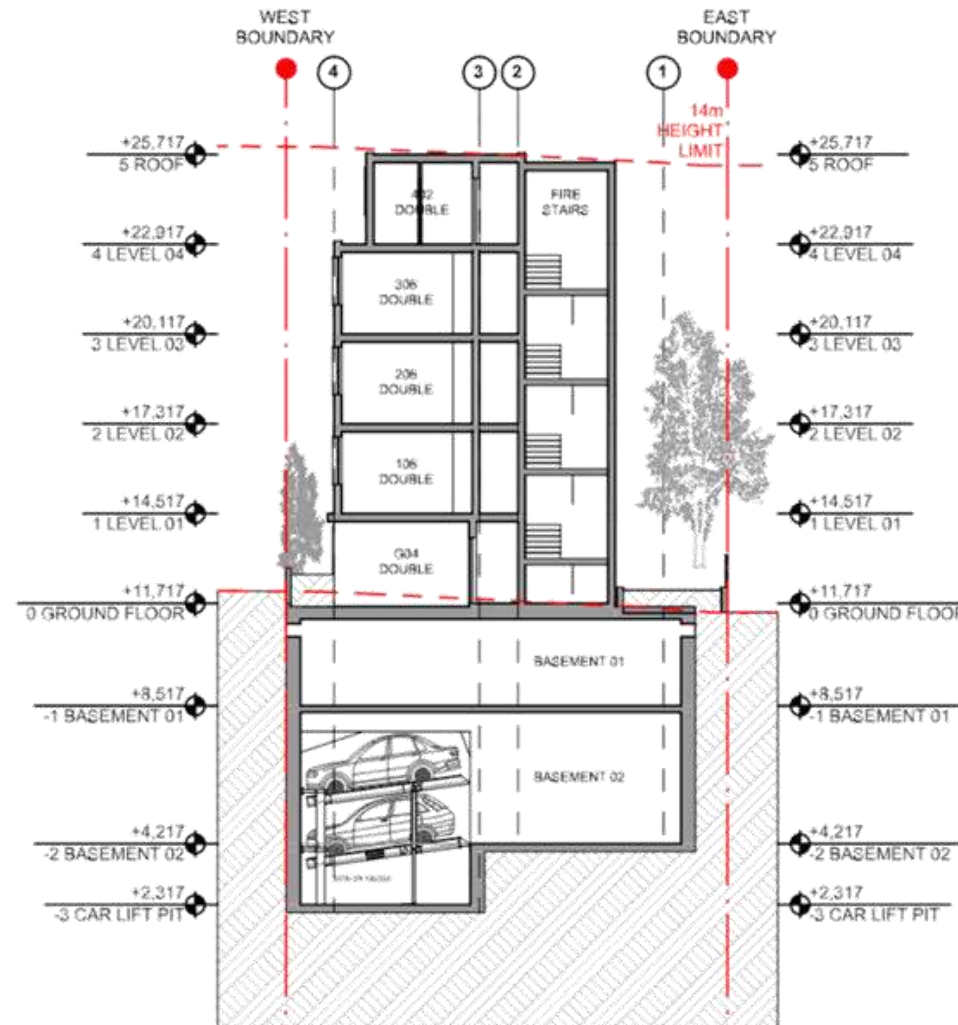 WEST
BOUNDARY
EAST
BOUNDARY
4
3
2
1
14m
HEIGHT
LIMIT
+25,717
5 ROOF
+25,717
5 ROOF
402
DOUBLE
FIRE
STAIRS
+22,917
4 LEVEL 04
+22,917
4 LEVEL 04
306
DOUBLE
+20,117
3 LEVEL 03
+20,117
3 LEVEL 03
206
DOUBLE
+17,317
2 LEVEL 02
+17,317
2 LEVEL 02
106
DOUBLE
+14,517
1 LEVEL 01
+14,517
1 LEVEL 01
G04
DOUBLE
+11,717
0 GROUND FLOOR
+11,717
0 GROUND FLOOR
BASEMENT 01
+8,517
-1 BASEMENT 01
+8,517
-1 BASEMENT 01
BASEMENT 02
+4,217
-2 BASEMENT 02
+4,217
-2 BASEMENT 02
+2,317
-3 CAR LIFT PIT
+2,317
-3 CAR LIFT PIT